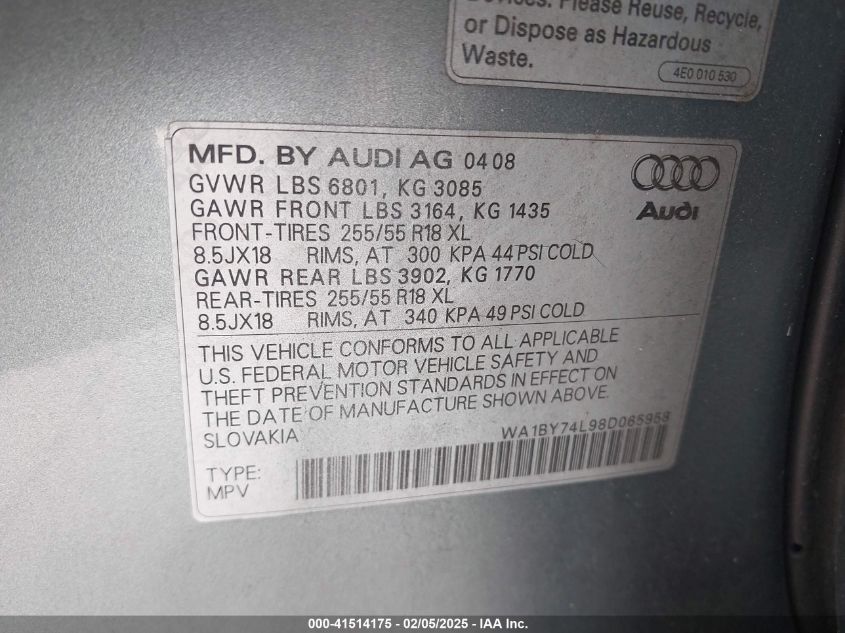 Devices. Please Reuse, Recycle,
or Dispose as Hazardous
Waste.
4E0 010 530
MFD. BY AUDI AG 04 08
GVWR LBS 6801, KG 3085
GAWR FRONT LBS 3164, KG 1435
FRONT-TIRES 255/55 R18 XL
8.5JX18 RIMS, AT 300 KPA 44 PSI COLD
GAWR REAR LBS 3902, KG 1770
REAR-TIRES 255/55 R18 XL
8.5JX18 RIMS, AT 340 KPA 49 PSI COLD
Audi
THIS VEHICLE CONFORMS TO ALL APPLICABLE
U.S. FEDERAL MOTOR VEHICLE SAFETY AND
THEFT PREVENTION STANDARDS IN EFFECT ON
THE DATE OF MANUFACTURE SHOWN ABOVE.
SLOVAKIA
WA1BY74L98D065958
TYPE:
MPV
000-41514175 - 02/05/2025 - IAA Inc.